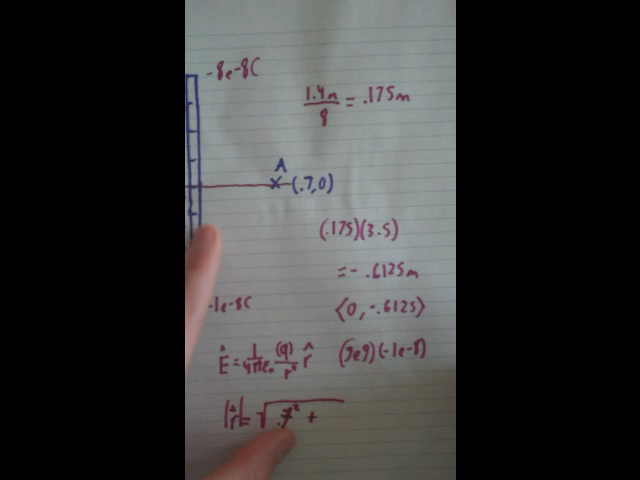 -8e-8C
1.4m/8 = .175m
A
(.7,0)
(.175)(3.5)
= -.6125m
-1e-8C
⟨0, -.6125⟩
E⃗ = 1/4πε₀ (q)/r² r̂ (9e9)(-1e-8)
|r⃗| = √.7² +